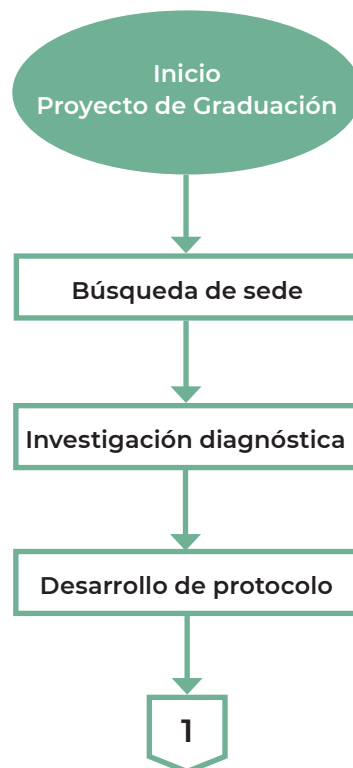 Inicio
Proyecto de Graduación
Búsqueda de sede
Investigación diagnóstica
Desarrollo de protocolo
1